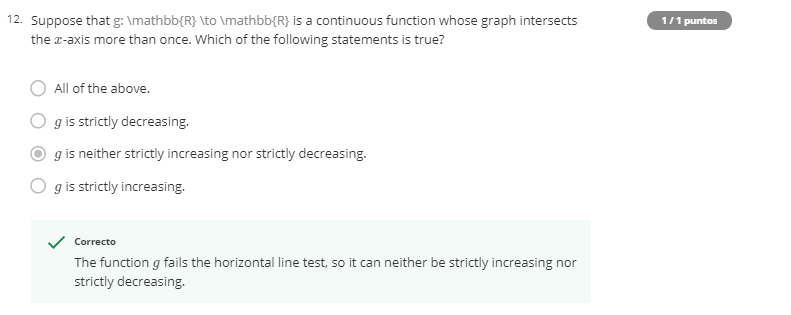 12. Suppose that g: \mathbb{R} \to \mathbb{R} is a continuous function whose graph intersects
the x-axis more than once. Which of the following statements is true?
1 / 1 puntos
All of the above.
g is strictly decreasing.
g is neither strictly increasing nor strictly decreasing.
g is strictly increasing.
Correcto
The function g fails the horizontal line test, so it can neither be strictly increasing nor
strictly decreasing.